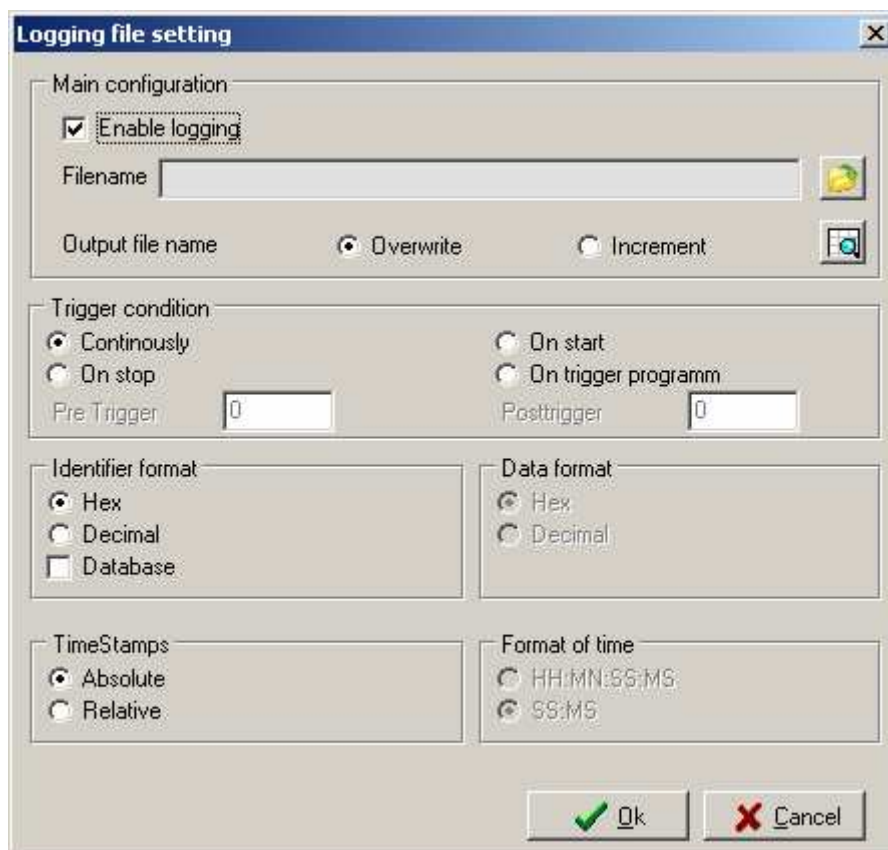 Logging file setting
Main configuration
Enable logging
Filename
Output file name Overwrite Increment
Trigger condition
Continously On start
On stop On trigger programm
Pre Trigger 0 Posttrigger 0
Identifier format
Hex
Decimal
Database
Data format
Hex
Decimal
TimeStamps
Absolute
Relative
Format of time
HH:MN:SS:MS
SS:MS
Ok Cancel